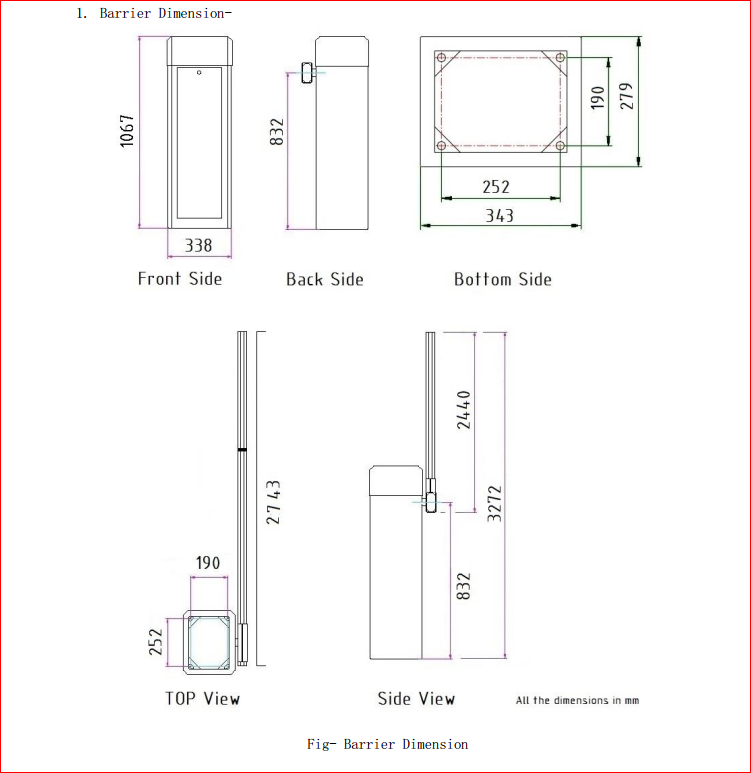 1. Barrier Dimension-
1067
832
190
279
252
343
338
Front Side
Back Side
Bottom Side
2440
2743
3272
190
832
252
TOP View
Side View
All the dimensions in mm
Fig- Barrier Dimension